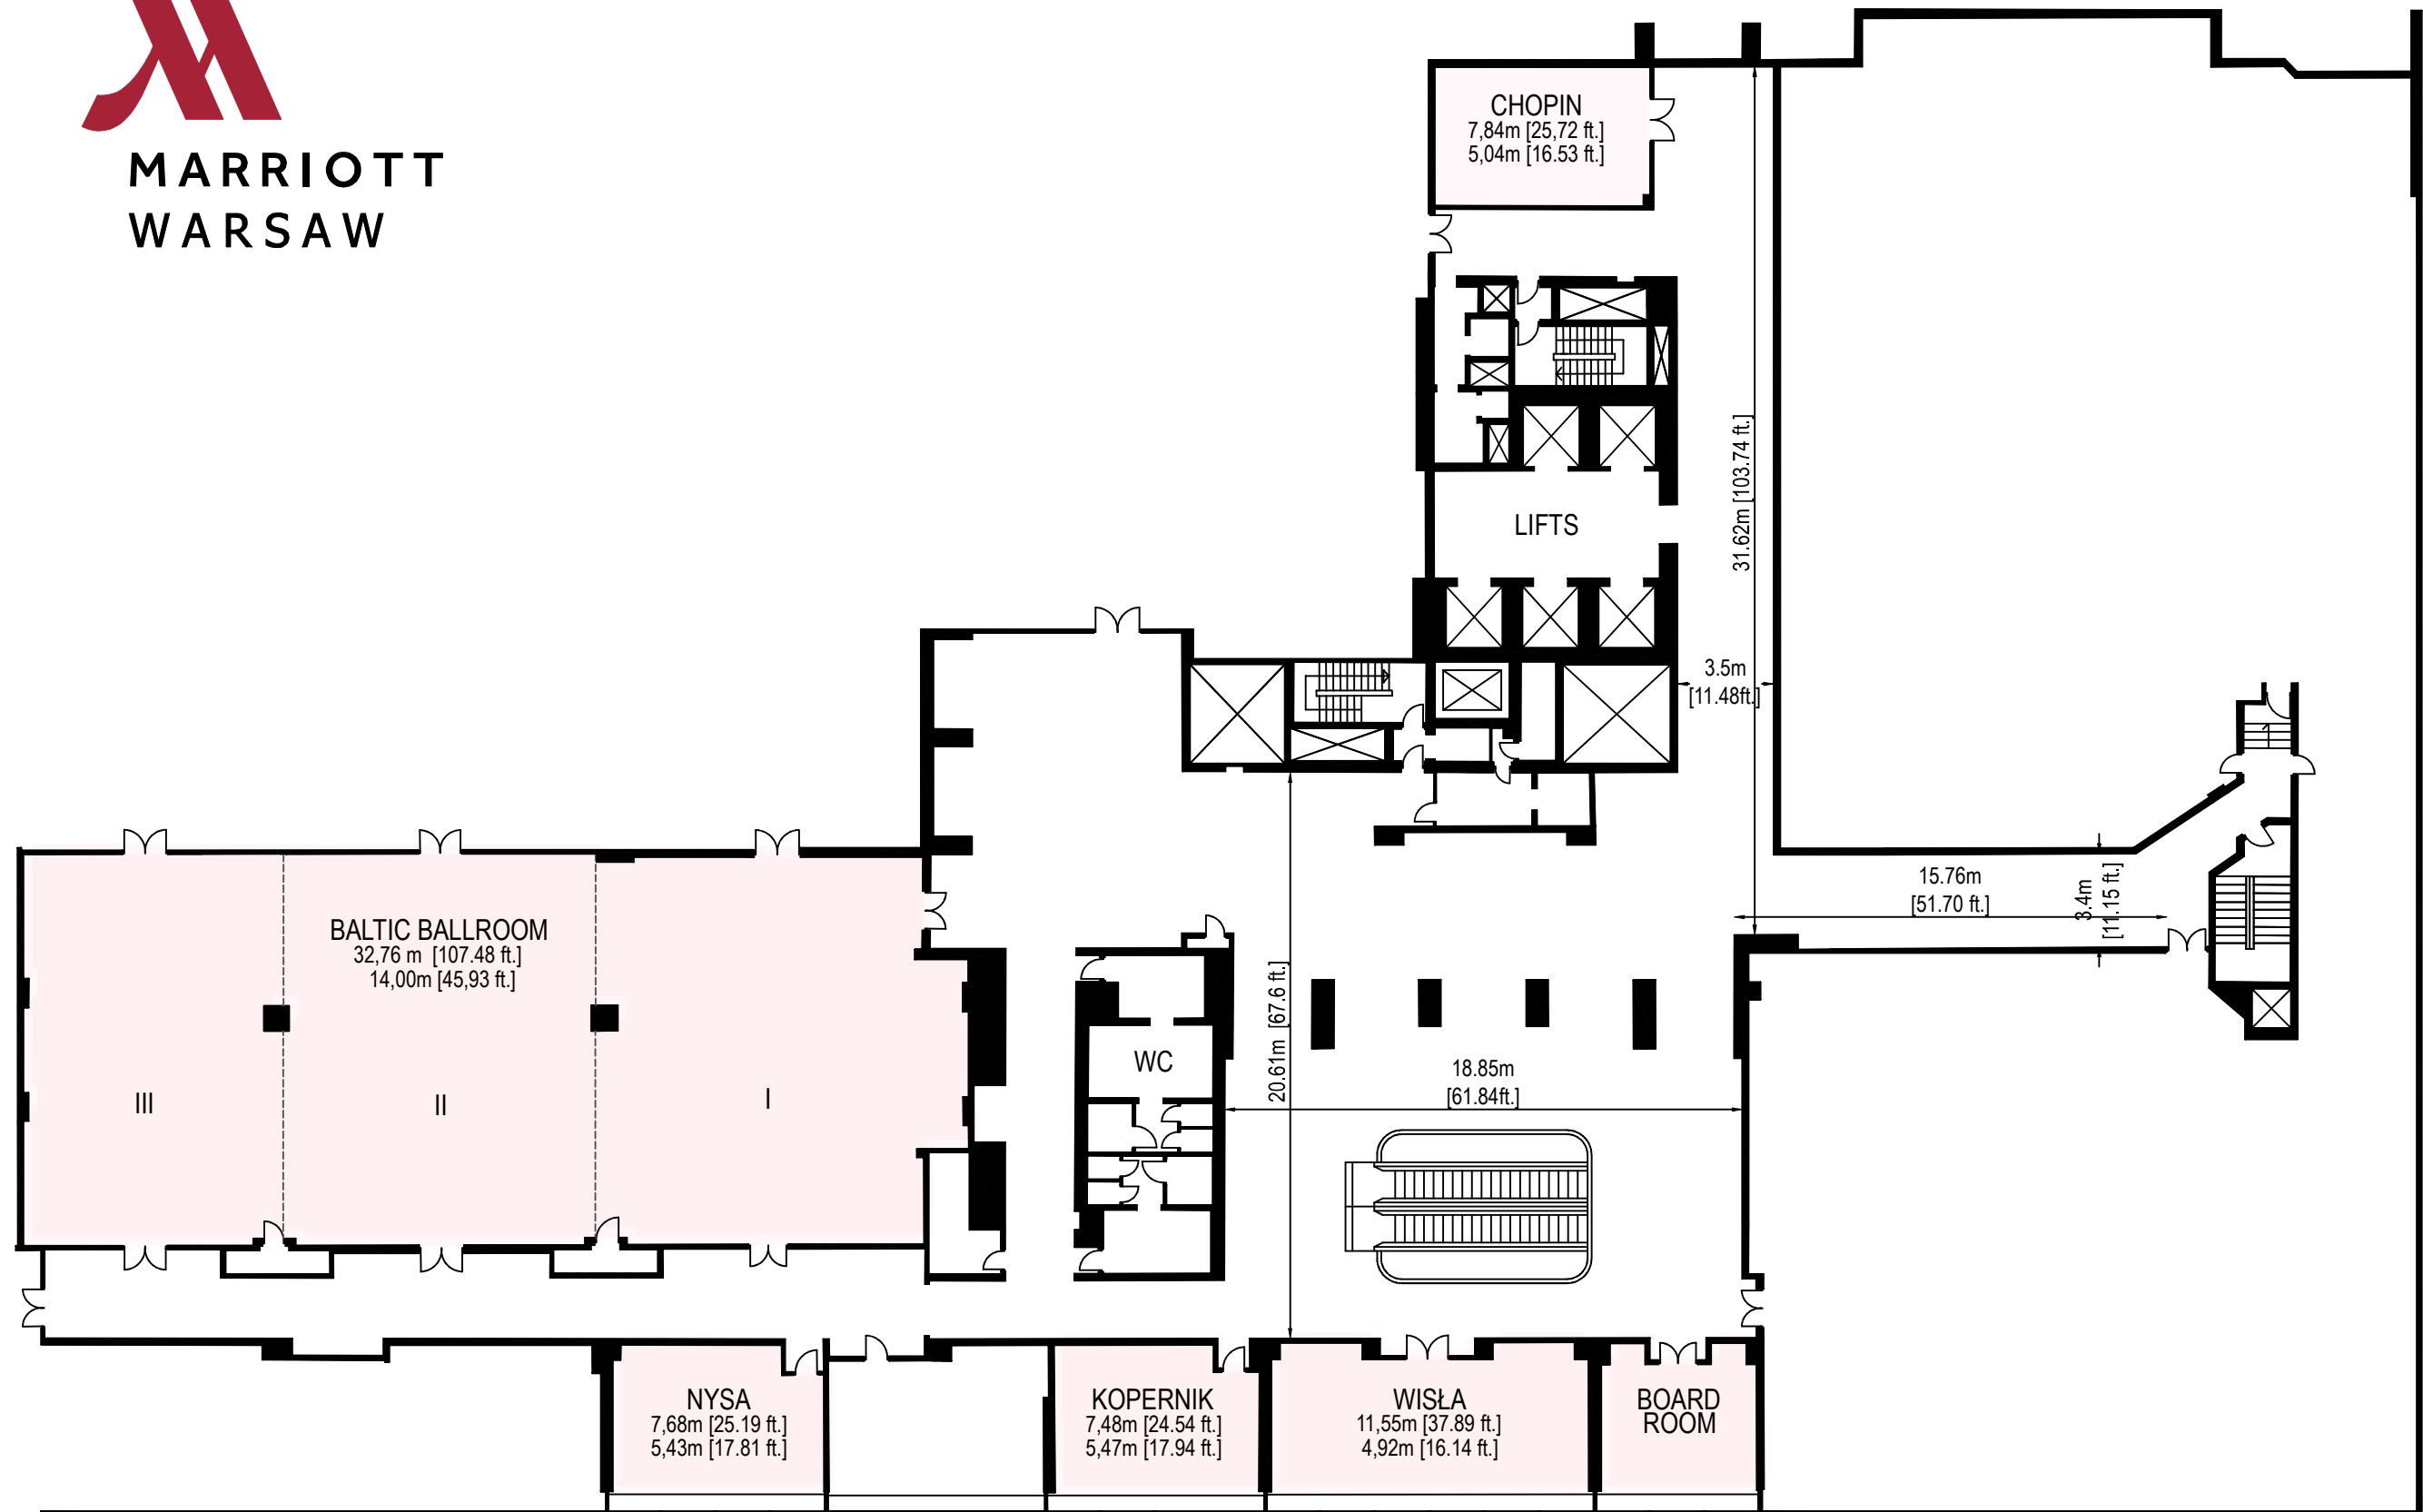 MARRIOTT
WARSAW
CHOPIN
7,84m [25,72 ft.]
5,04m [16.53 ft.]
31.62m [103.74 ft.]
LIFTS
3.5m
[11.48ft.]
15.76m
[51.70 ft.]
3.4m
[11.15 ft.]
BALTIC BALLROOM
32,76 m [107.48 ft.]
14,00m [45,93 ft.]
III
II
I
WC
20.61m [67.6 ft.]
18.85m
[61.84ft.]
NYSA
7,68m [25.19 ft.]
5,43m [17.81 ft.]
KOPERNIK
7,48m [24.54 ft.]
5,47m [17.94 ft.]
WISŁA
11,55m [37.89 ft.]
4,92m [16.14 ft.]
BOARD
ROOM